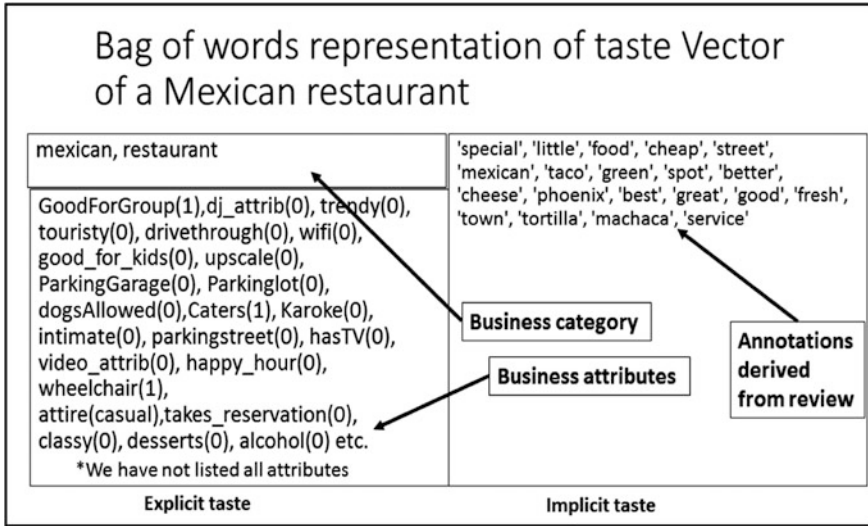 Bag of words representation of taste Vector
of a Mexican restaurant
mexican, restaurant
GoodForGroup(1),dj_attrib(0), trendy(0),
touristy(0), drivethrough(0), wifi(0),
good_for_kids(0), upscale(0),
ParkingGarage(0), Parkinglot(0),
dogsAllowed(0),Caters(1), Karoke(0),
intimate(0), parkingstreet(0), hasTV(0),
video_attrib(0), happy_hour(0),
wheelchair(1),
attire(casual),takes_reservation(0),
classy(0), desserts(0), alcohol(0) etc.
*We have not listed all attributes
Explicit taste
'special', 'little', 'food', 'cheap', 'street',
'mexican', 'taco', 'green', 'spot', 'better',
'cheese', 'phoenix', 'best', 'great', 'good', 'fresh',
'town', 'tortilla', 'machaca', 'service'
Business category
Business attributes
Annotations
derived
from review
Implicit taste